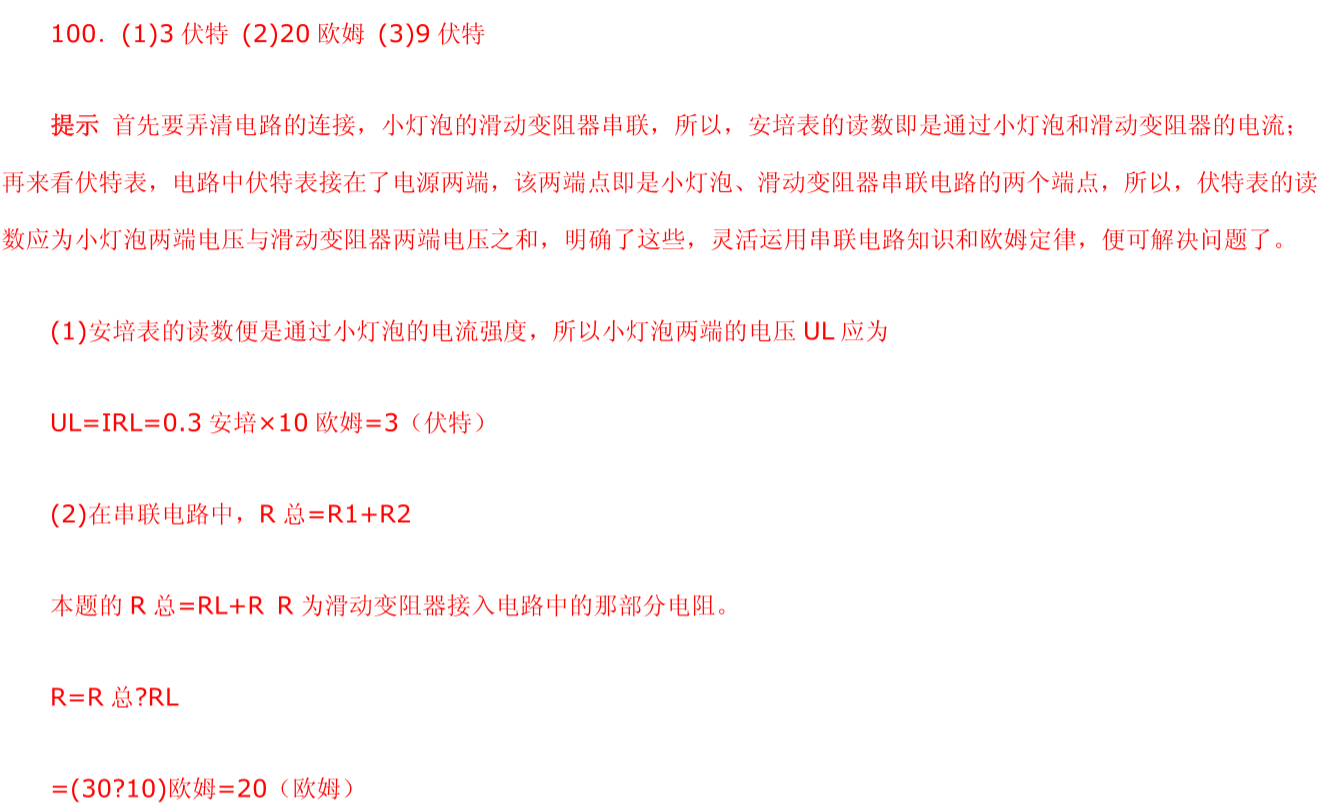 100．(1)3 伏特  (2)20 欧姆  (3)9 伏特
提示  首先要弄清电路的连接，小灯泡的滑动变阻器串联，所以，安培表的读数即是通过小灯泡和滑动变阻器的电流；
再来看伏特表，电路中伏特表接在了电源两端，该两端点即是小灯泡、滑动变阻器串联电路的两个端点，所以，伏特表的读
数应为小灯泡两端电压与滑动变阻器两端电压之和，明确了这些，灵活运用串联电路知识和欧姆定律，便可解决问题了。
(1)安培表的读数便是通过小灯泡的电流强度，所以小灯泡两端的电压 UL 应为
UL=IRL=0.3 安培×10 欧姆=3（伏特）
(2)在串联电路中，R 总=R1+R2
本题的 R 总=RL+R  R 为滑动变阻器接入电路中的那部分电阻。
R=R 总?RL
=(30?10)欧姆=20（欧姆）